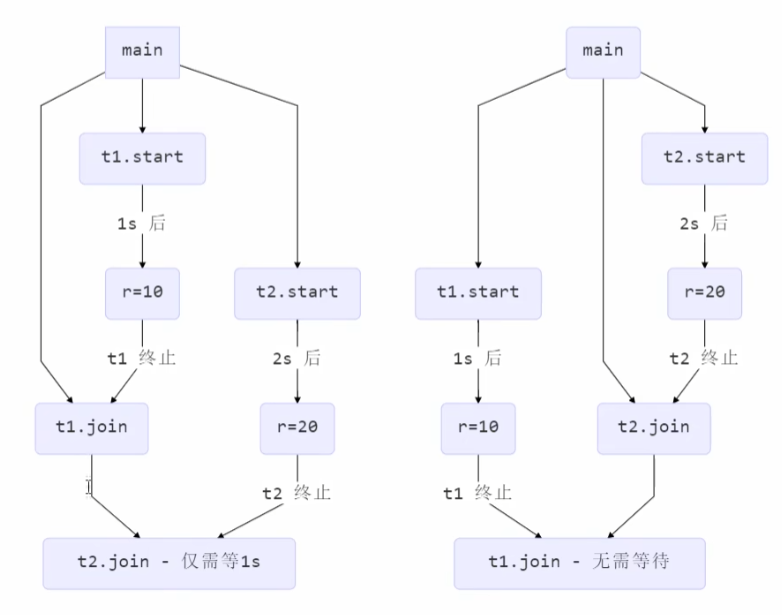 main
t1.start
1s 后
r=10
t2.start
t1 终止
2s 后
t1.join
r=20
t2 终止
t2.join - 仅需等1s
main
t2.start
2s 后
t1.start
r=20
1s 后
t2 终止
r=10
t2.join
t1 终止
t1.join - 无需等待